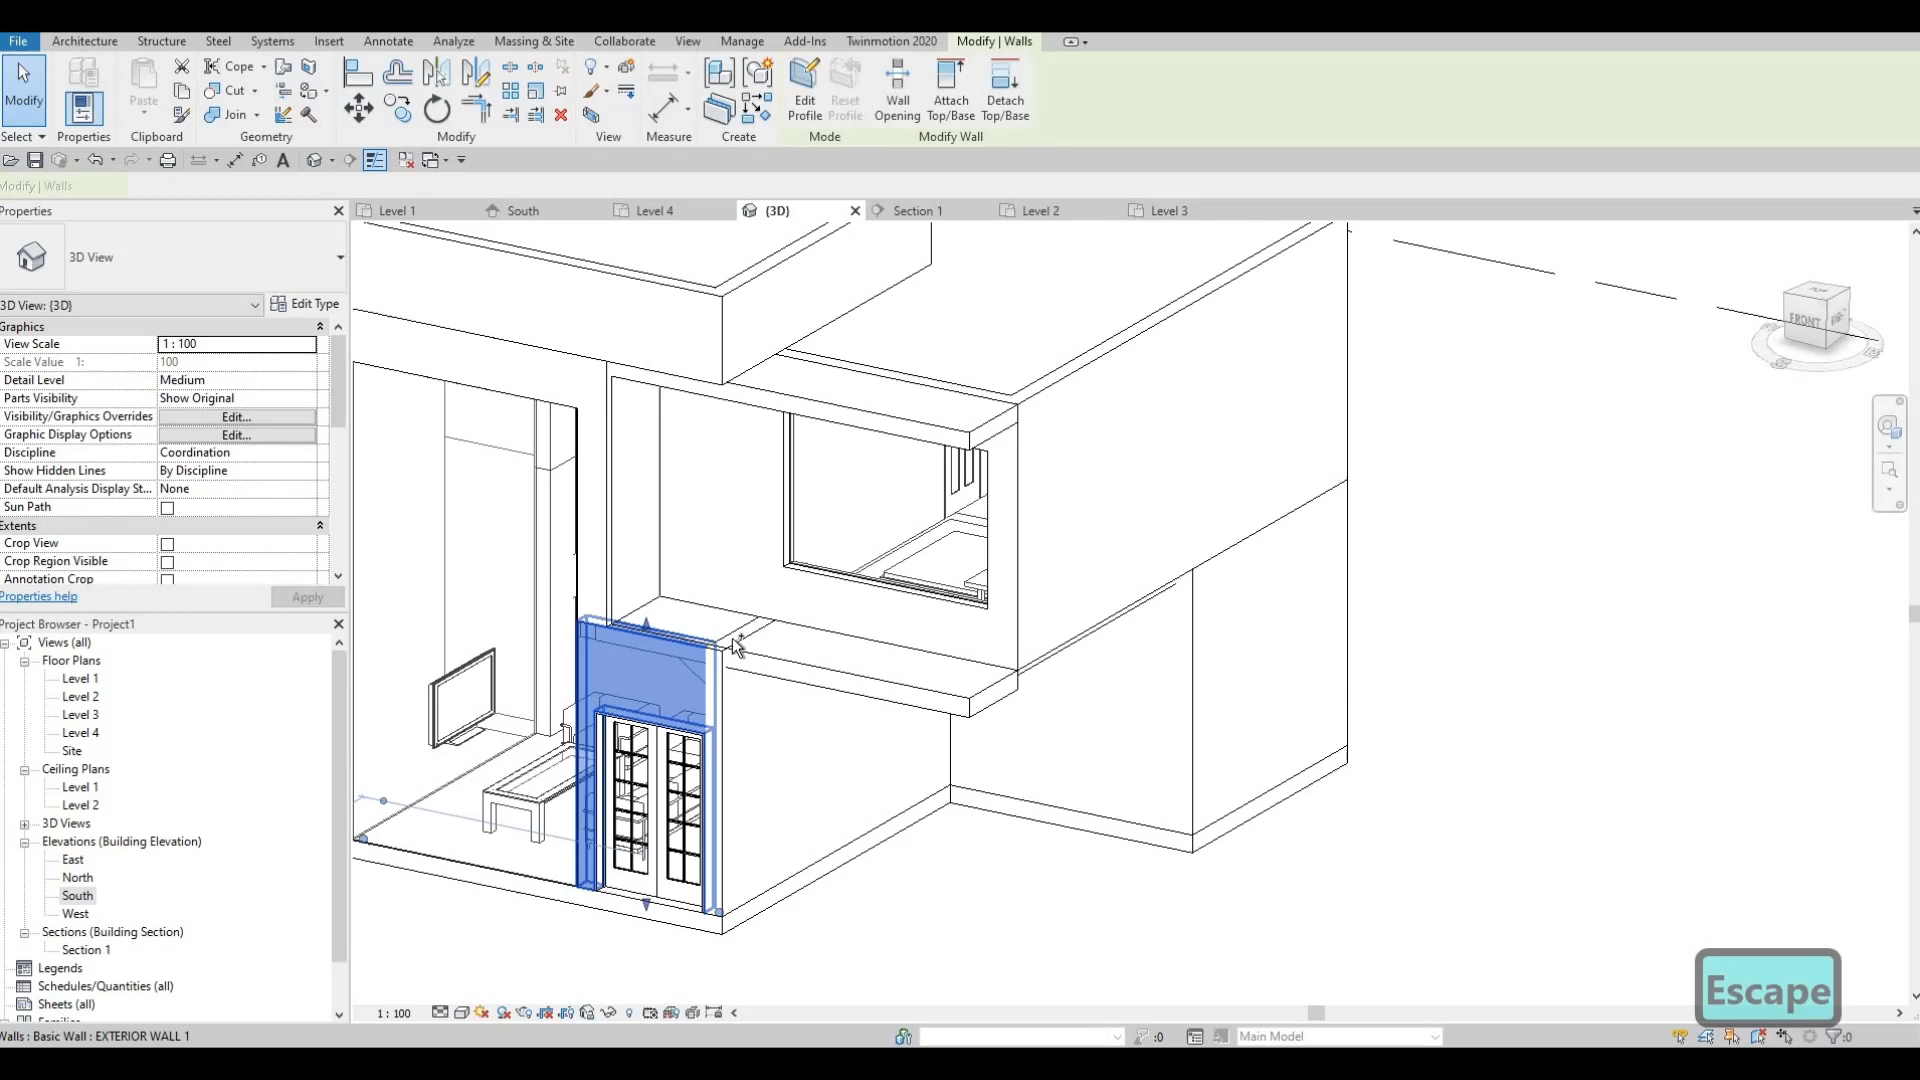 File Architecture Structure Steel Systems Insert Annotate Analyze Massing & Site Collaborate View Manage Add-Ins Twinmotion 2020 Modify | Walls
Modify Paste Cope Cut Join Edit Profile Reset Profile Wall Opening Attach Top/Base Detach Top/Base
Select Properties Clipboard Geometry Modify View Measure Create Mode Modify Wall
Modify | Walls
Properties Level 1 South Level 4 {3D} Section 1 Level 2 Level 3
3D View
3D View: {3D} Edit Type
Graphics
View Scale 1 : 100
Scale Value 1: 100
Detail Level Medium
Parts Visibility Show Original
Visibility/Graphics Overrides Edit...
Graphic Display Options Edit...
Discipline Coordination
Show Hidden Lines By Discipline
Default Analysis Display St... None
Sun Path
Extents
Crop View
Crop Region Visible
Annotation Crop
Properties help Apply
Project Browser - Project1
Views (all)
Floor Plans
Level 1
Level 2
Level 3
Level 4
Site
Ceiling Plans
Level 1
Level 2
3D Views
Elevations (Building Elevation)
East
North
South
West
Sections (Building Section)
Section 1
Legends
Schedules/Quantities (all)
Sheets (all)
FRONT
Escape
1 : 100
Walls : Basic Wall : EXTERIOR WALL 1 :0 Main Model :0